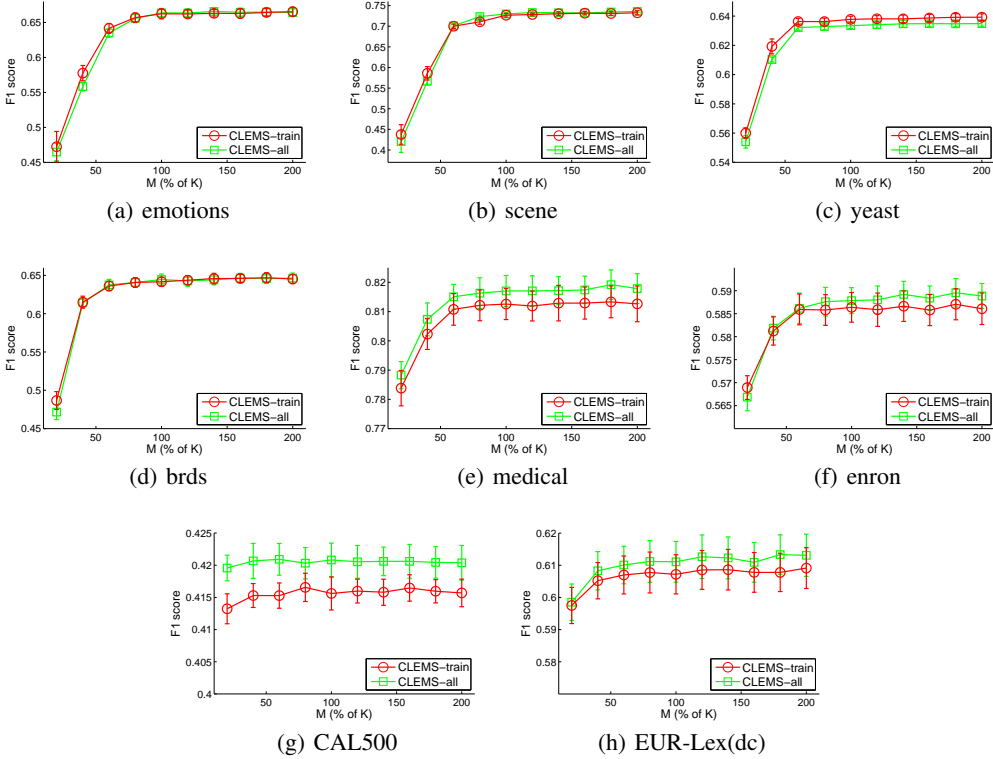 0.65
0.6
0.55
0.5
0.45
F1 score
50
100
150
200
M (% of K)
CLEMS−train
CLEMS−all
(a) emotions
0.75
0.7
0.65
0.6
0.55
0.5
0.45
0.4
F1 score
50
100
150
200
M (% of K)
CLEMS−train
CLEMS−all
(b) scene
0.64
0.62
0.6
0.58
0.56
0.54
F1 score
50
100
150
200
M (% of K)
CLEMS−train
CLEMS−all
(c) yeast
0.65
0.6
0.55
0.5
0.45
F1 score
50
100
150
200
M (% of K)
CLEMS−train
CLEMS−all
(d) brds
0.82
0.81
0.8
0.79
0.78
0.77
F1 score
50
100
150
200
M (% of K)
CLEMS−train
CLEMS−all
(e) medical
0.59
0.585
0.58
0.575
0.57
0.565
F1 score
50
100
150
200
M (% of K)
CLEMS−train
CLEMS−all
(f) enron
0.425
0.42
0.415
0.41
0.405
0.4
F1 score
50
100
150
200
M (% of K)
CLEMS−train
CLEMS−all
(g) CAL500
0.62
0.61
0.6
0.59
0.58
F1 score
50
100
150
200
M (% of K)
CLEMS−train
CLEMS−all
(h) EUR-Lex(dc)